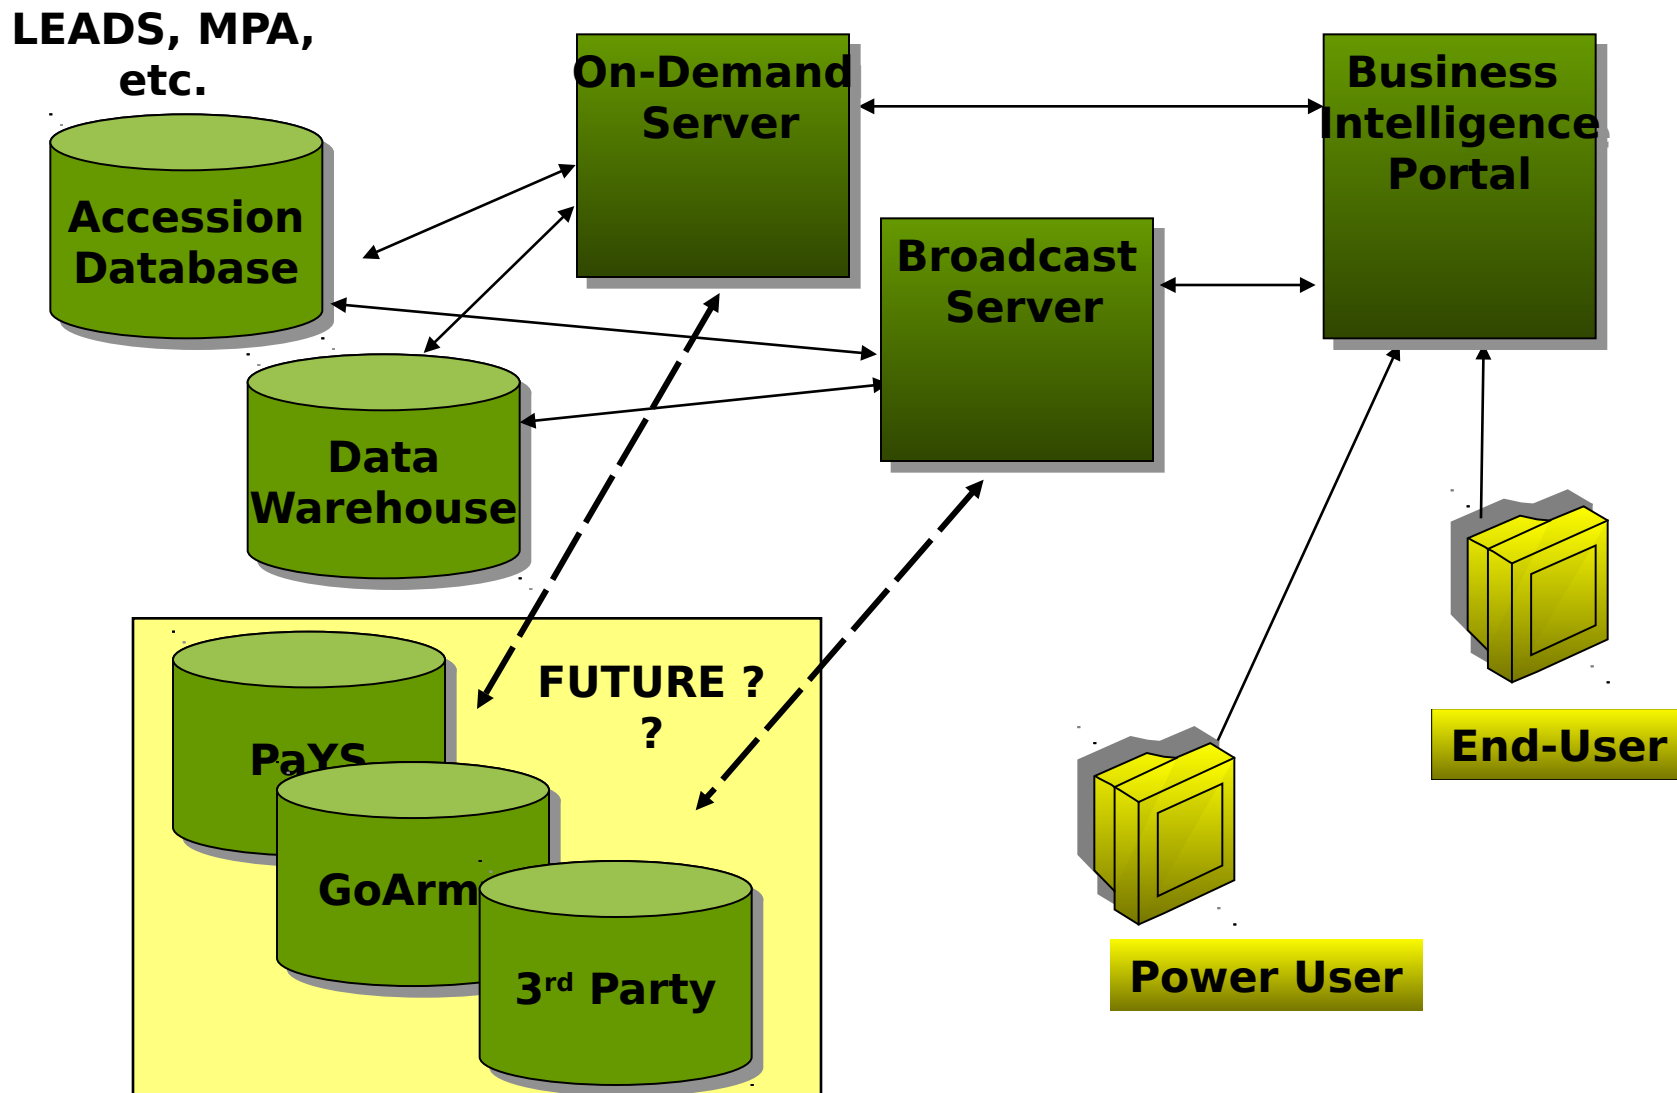 LEADS, MPA,
etc.
Accession
Database
Data
Warehouse
On-Demand
Server
Broadcast
Server
Business
Intelligence
Portal
FUTURE ?
?
PaYS
GoArm
3rd Party
End-User
Power User